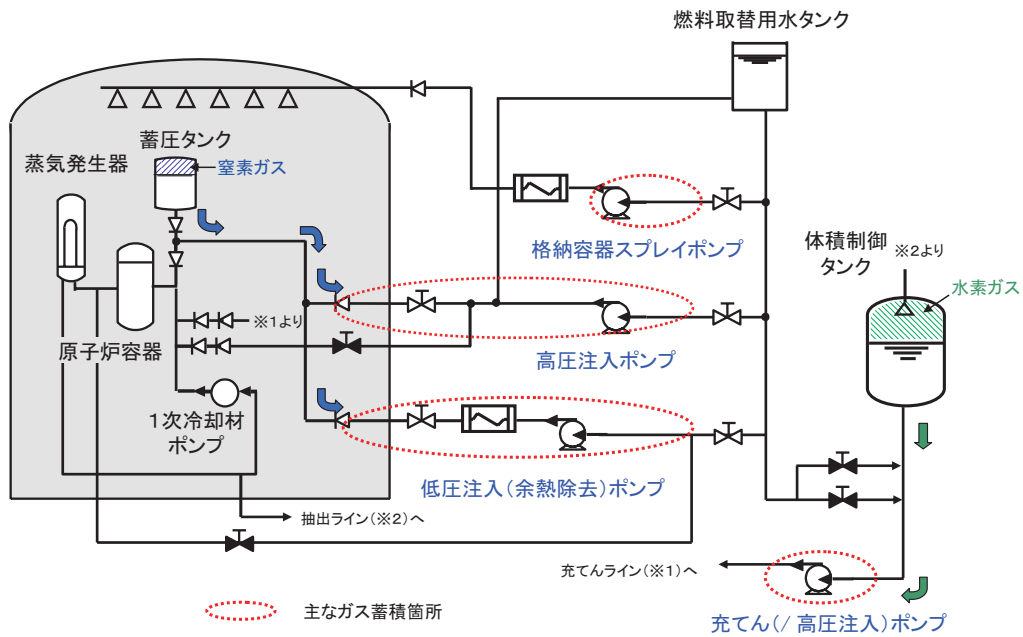 燃料取替用水タンク
蓄圧タンク
蒸気発生器
窒素ガス
格納容器スプレイポンプ
体積制御
タンク
※2より
水素ガス
※1より
原子炉容器
高圧注入ポンプ
1次冷却材
ポンプ
低圧注入(余熱除去)ポンプ
抽出ライン(※2)へ
充てんライン(※1)へ
主なガス蓄積箇所
充てん(/高圧注入)ポンプ